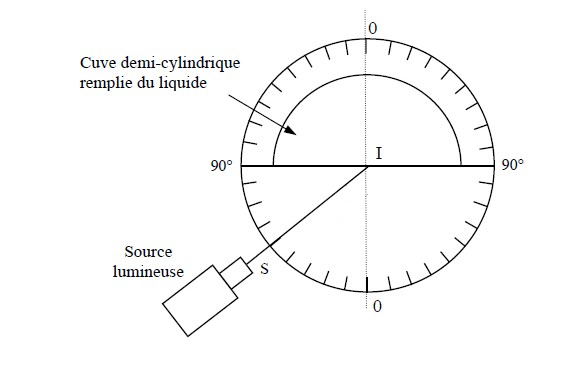 0
Cuve demi-cylindrique
remplie du liquide
I
90°
90°
Source
lumineuse
S
0